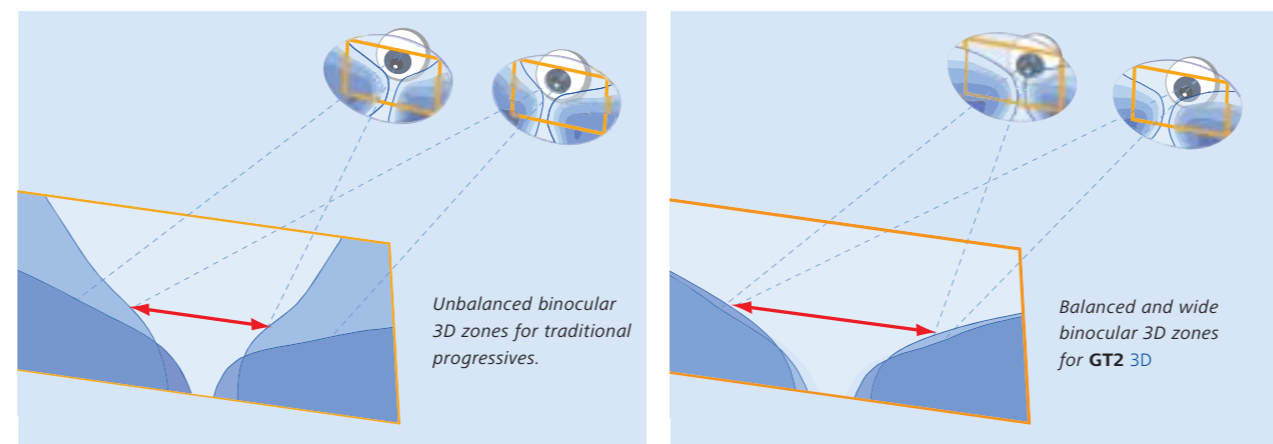 Unbalanced binocular
3D zones for traditional
progressives.
Balanced and wide
binocular 3D zones
for GT2 3D